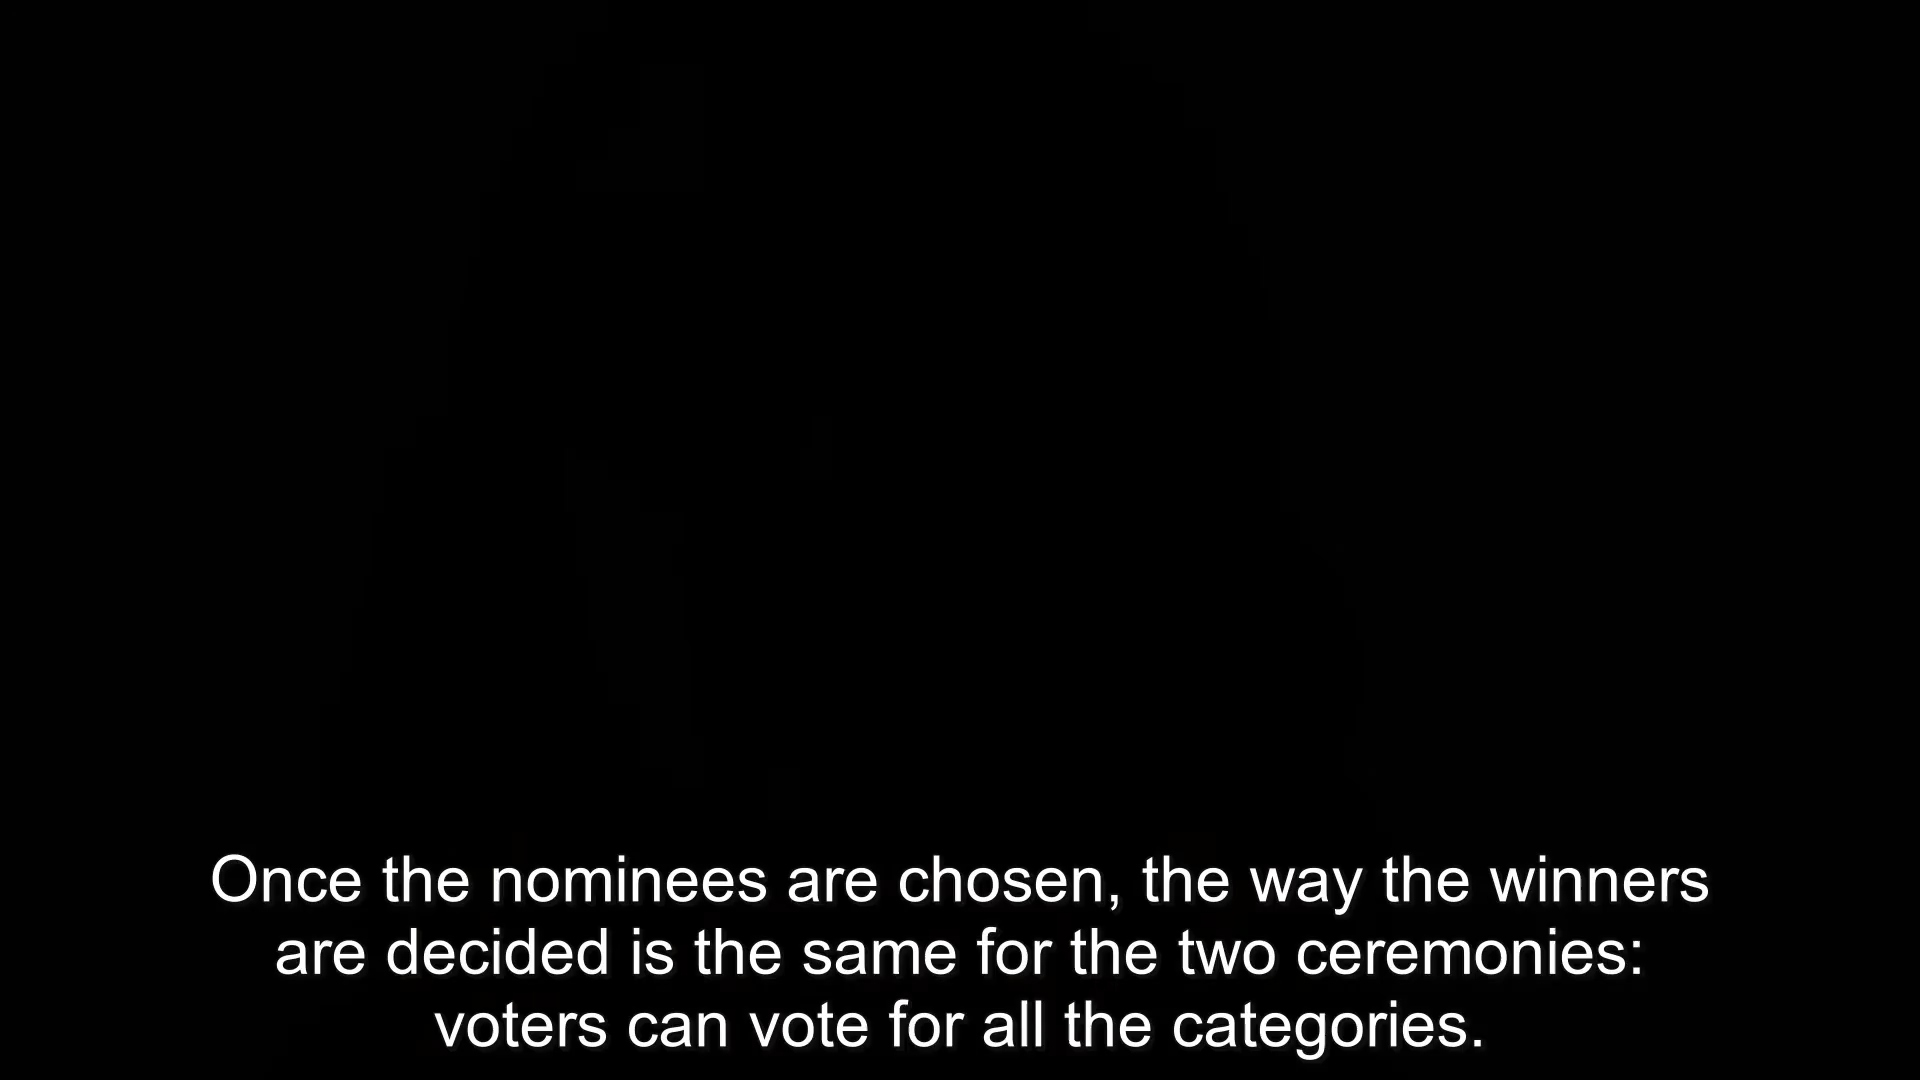 Once the nominees are chosen, the way the winners
are decided is the same for the two ceremonies:
voters can vote for all the categories.